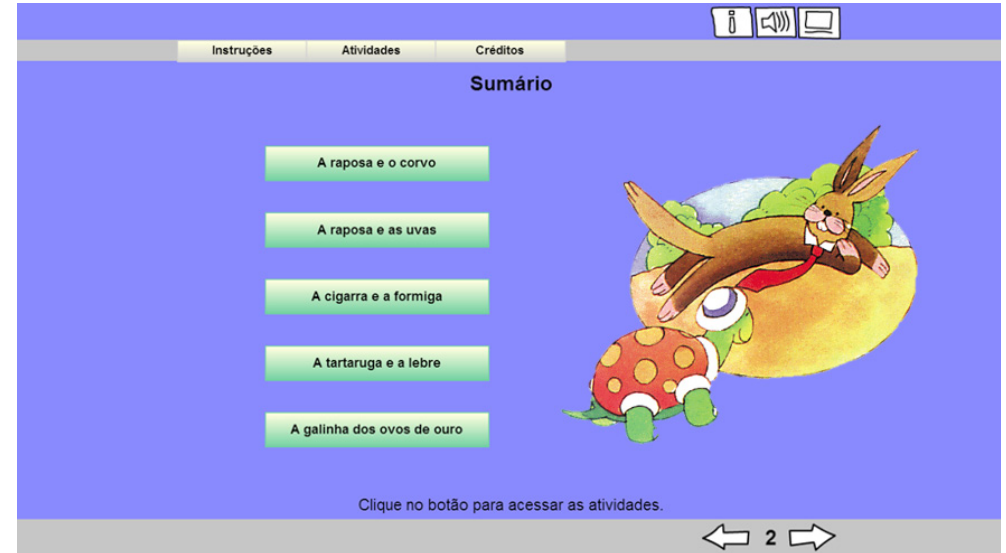 i
Instruções Atividades Créditos
Sumário
A raposa e o corvo
A raposa e as uvas
A cigarra e a formiga
A tartaruga e a lebre
A galinha dos ovos de ouro
Clique no botão para acessar as atividades.
2